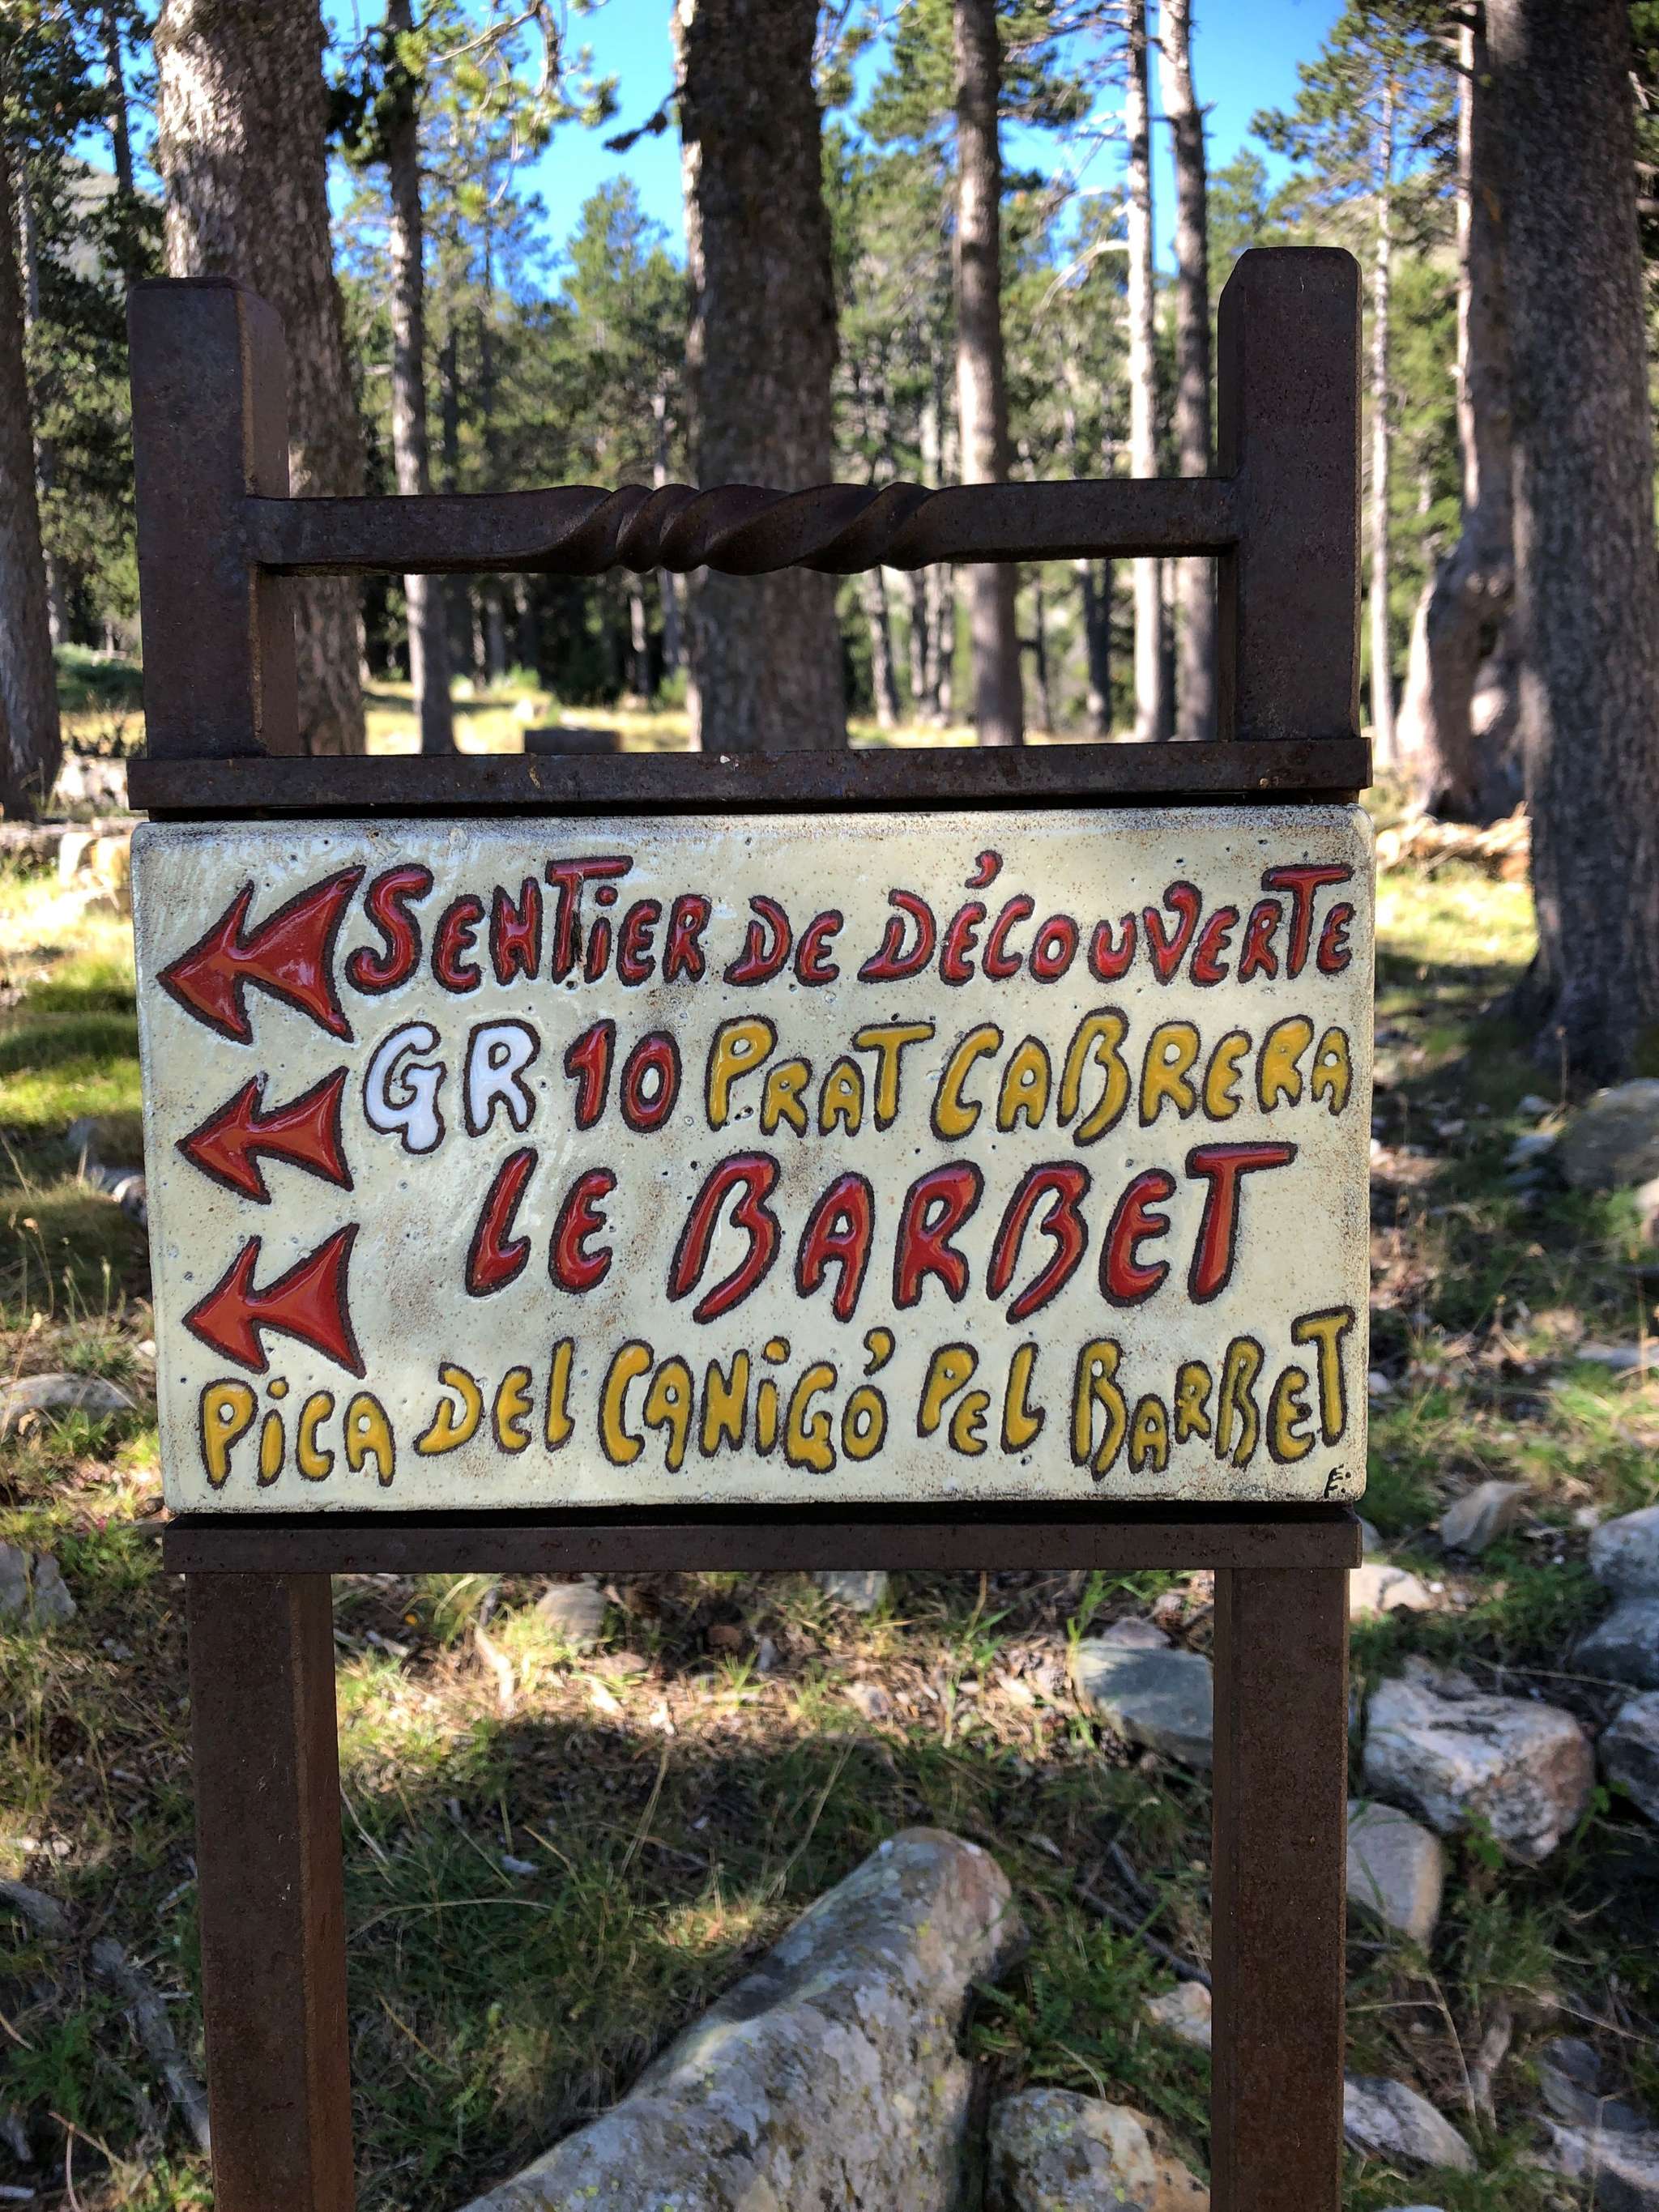 SENTiER DE DÉCOUVERTE
GR 10 PRAT CABRERA
LE BARBET
PiCA DEL CANiGÓ PEL BARBET
E.
F.